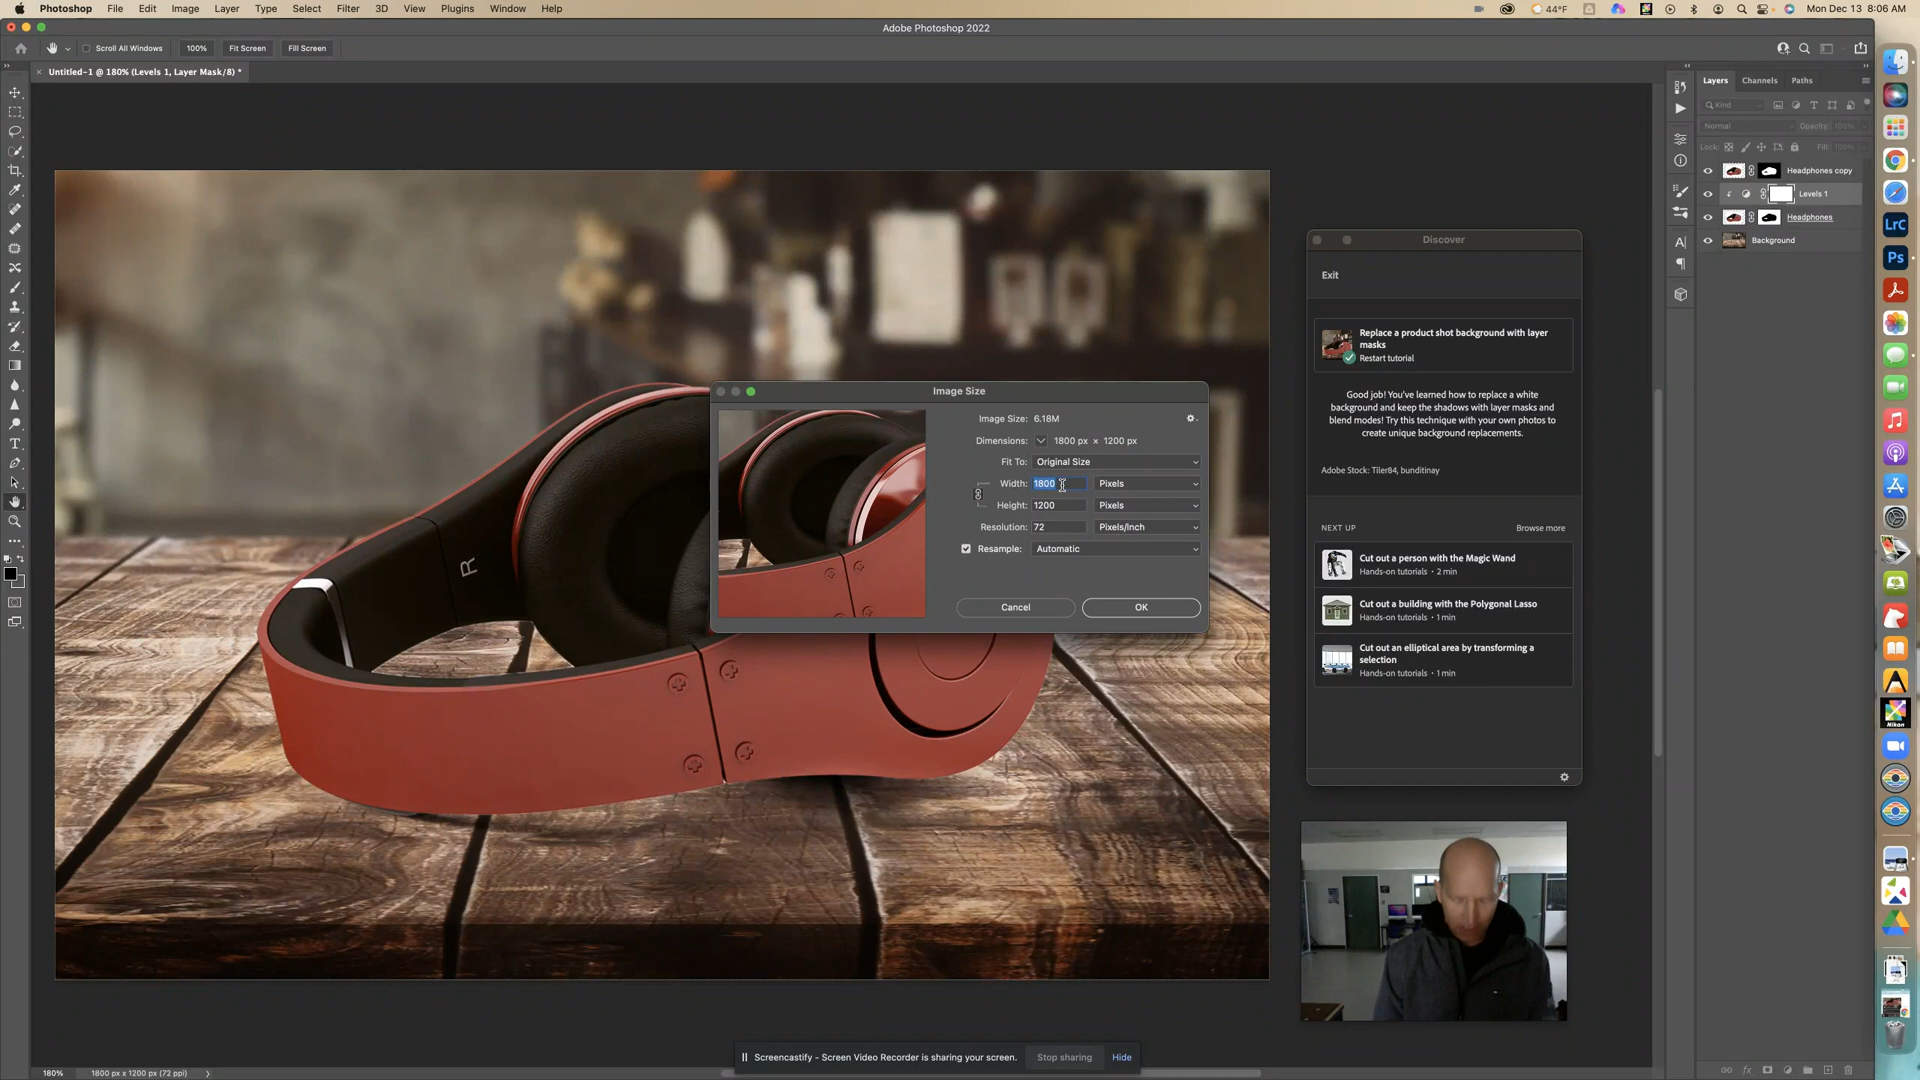 Photoshop File Edit Image Layer Type Select Filter 3D View Plugins Window Help
44°F Mon Dec 13 8:06 AM
Adobe Photoshop 2022
Scroll All Windows 100% Fit Screen Fill Screen
Untitled-1 @ 180% (Levels 1, Layer Mask/8) *
Layers Channels Paths
Kind
Normal Opacity: 100%
Lock: Fill: 100%
Headphones copy
Levels 1
Headphones
Background
Discover
Exit
Replace a product shot background with layer
masks
Restart tutorial
Good job! You've learned how to replace a white
background and keep the shadows with layer masks and
blend modes! Try this technique with your own photos to
create unique background replacements.
Adobe Stock: Tiler84, bunditinay
NEXT UP Browse more
Cut out a person with the Magic Wand
Hands-on tutorials • 2 min
Cut out a building with the Polygonal Lasso
Hands-on tutorials • 1 min
Cut out an elliptical area by transforming a
selection
Hands-on tutorials • 1 min
Image Size
Image Size: 6.18M
Dimensions: 1800 px × 1200 px
Fit To: Original Size
Width: 1800 Pixels
Height: 1200 Pixels
Resolution: 72 Pixels/Inch
Resample: Automatic
Cancel OK
R
LrC
Ps
Nikon
Screencastify - Screen Video Recorder is sharing your screen. Stop sharing Hide
180% 1800 px x 1200 px (72 ppi)